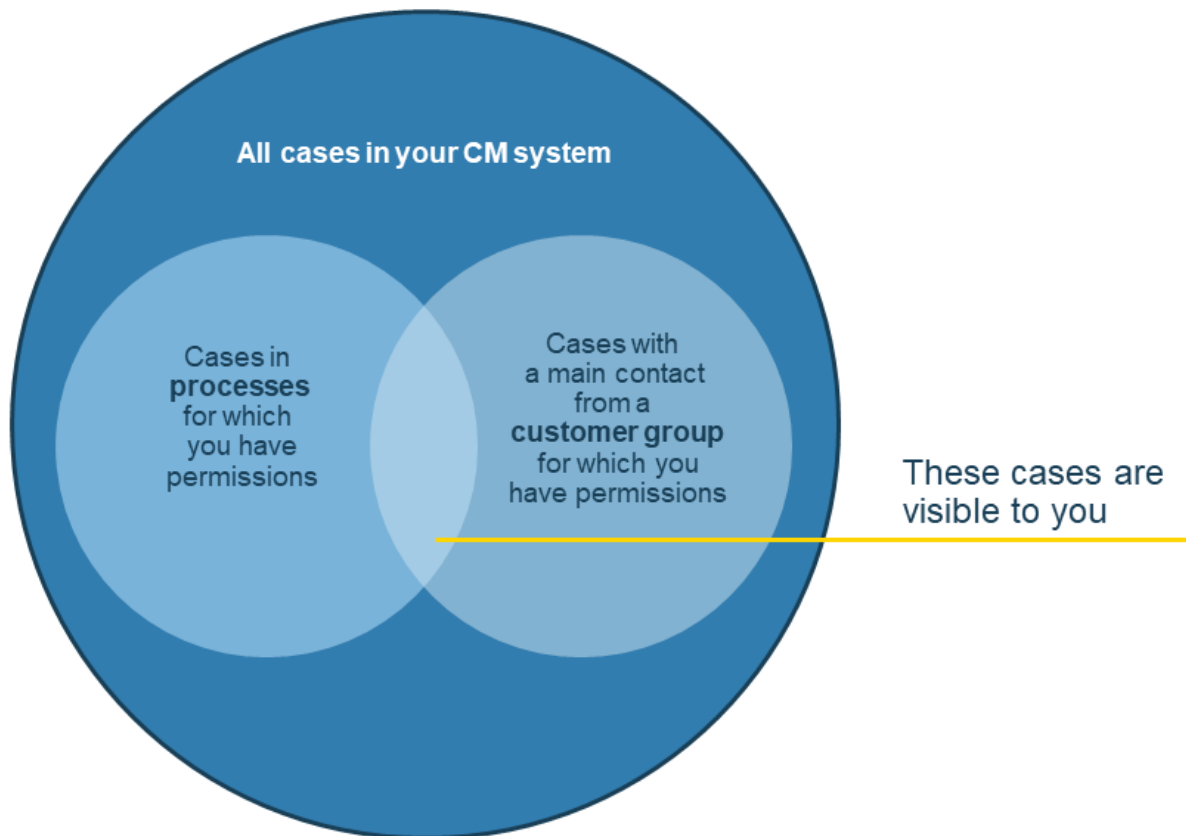 All cases in your CM system
Cases in
processes
for which
you have
permissions
Cases with
a main contact
from a
customer group
for which you
have permissions
These cases are
visible to you